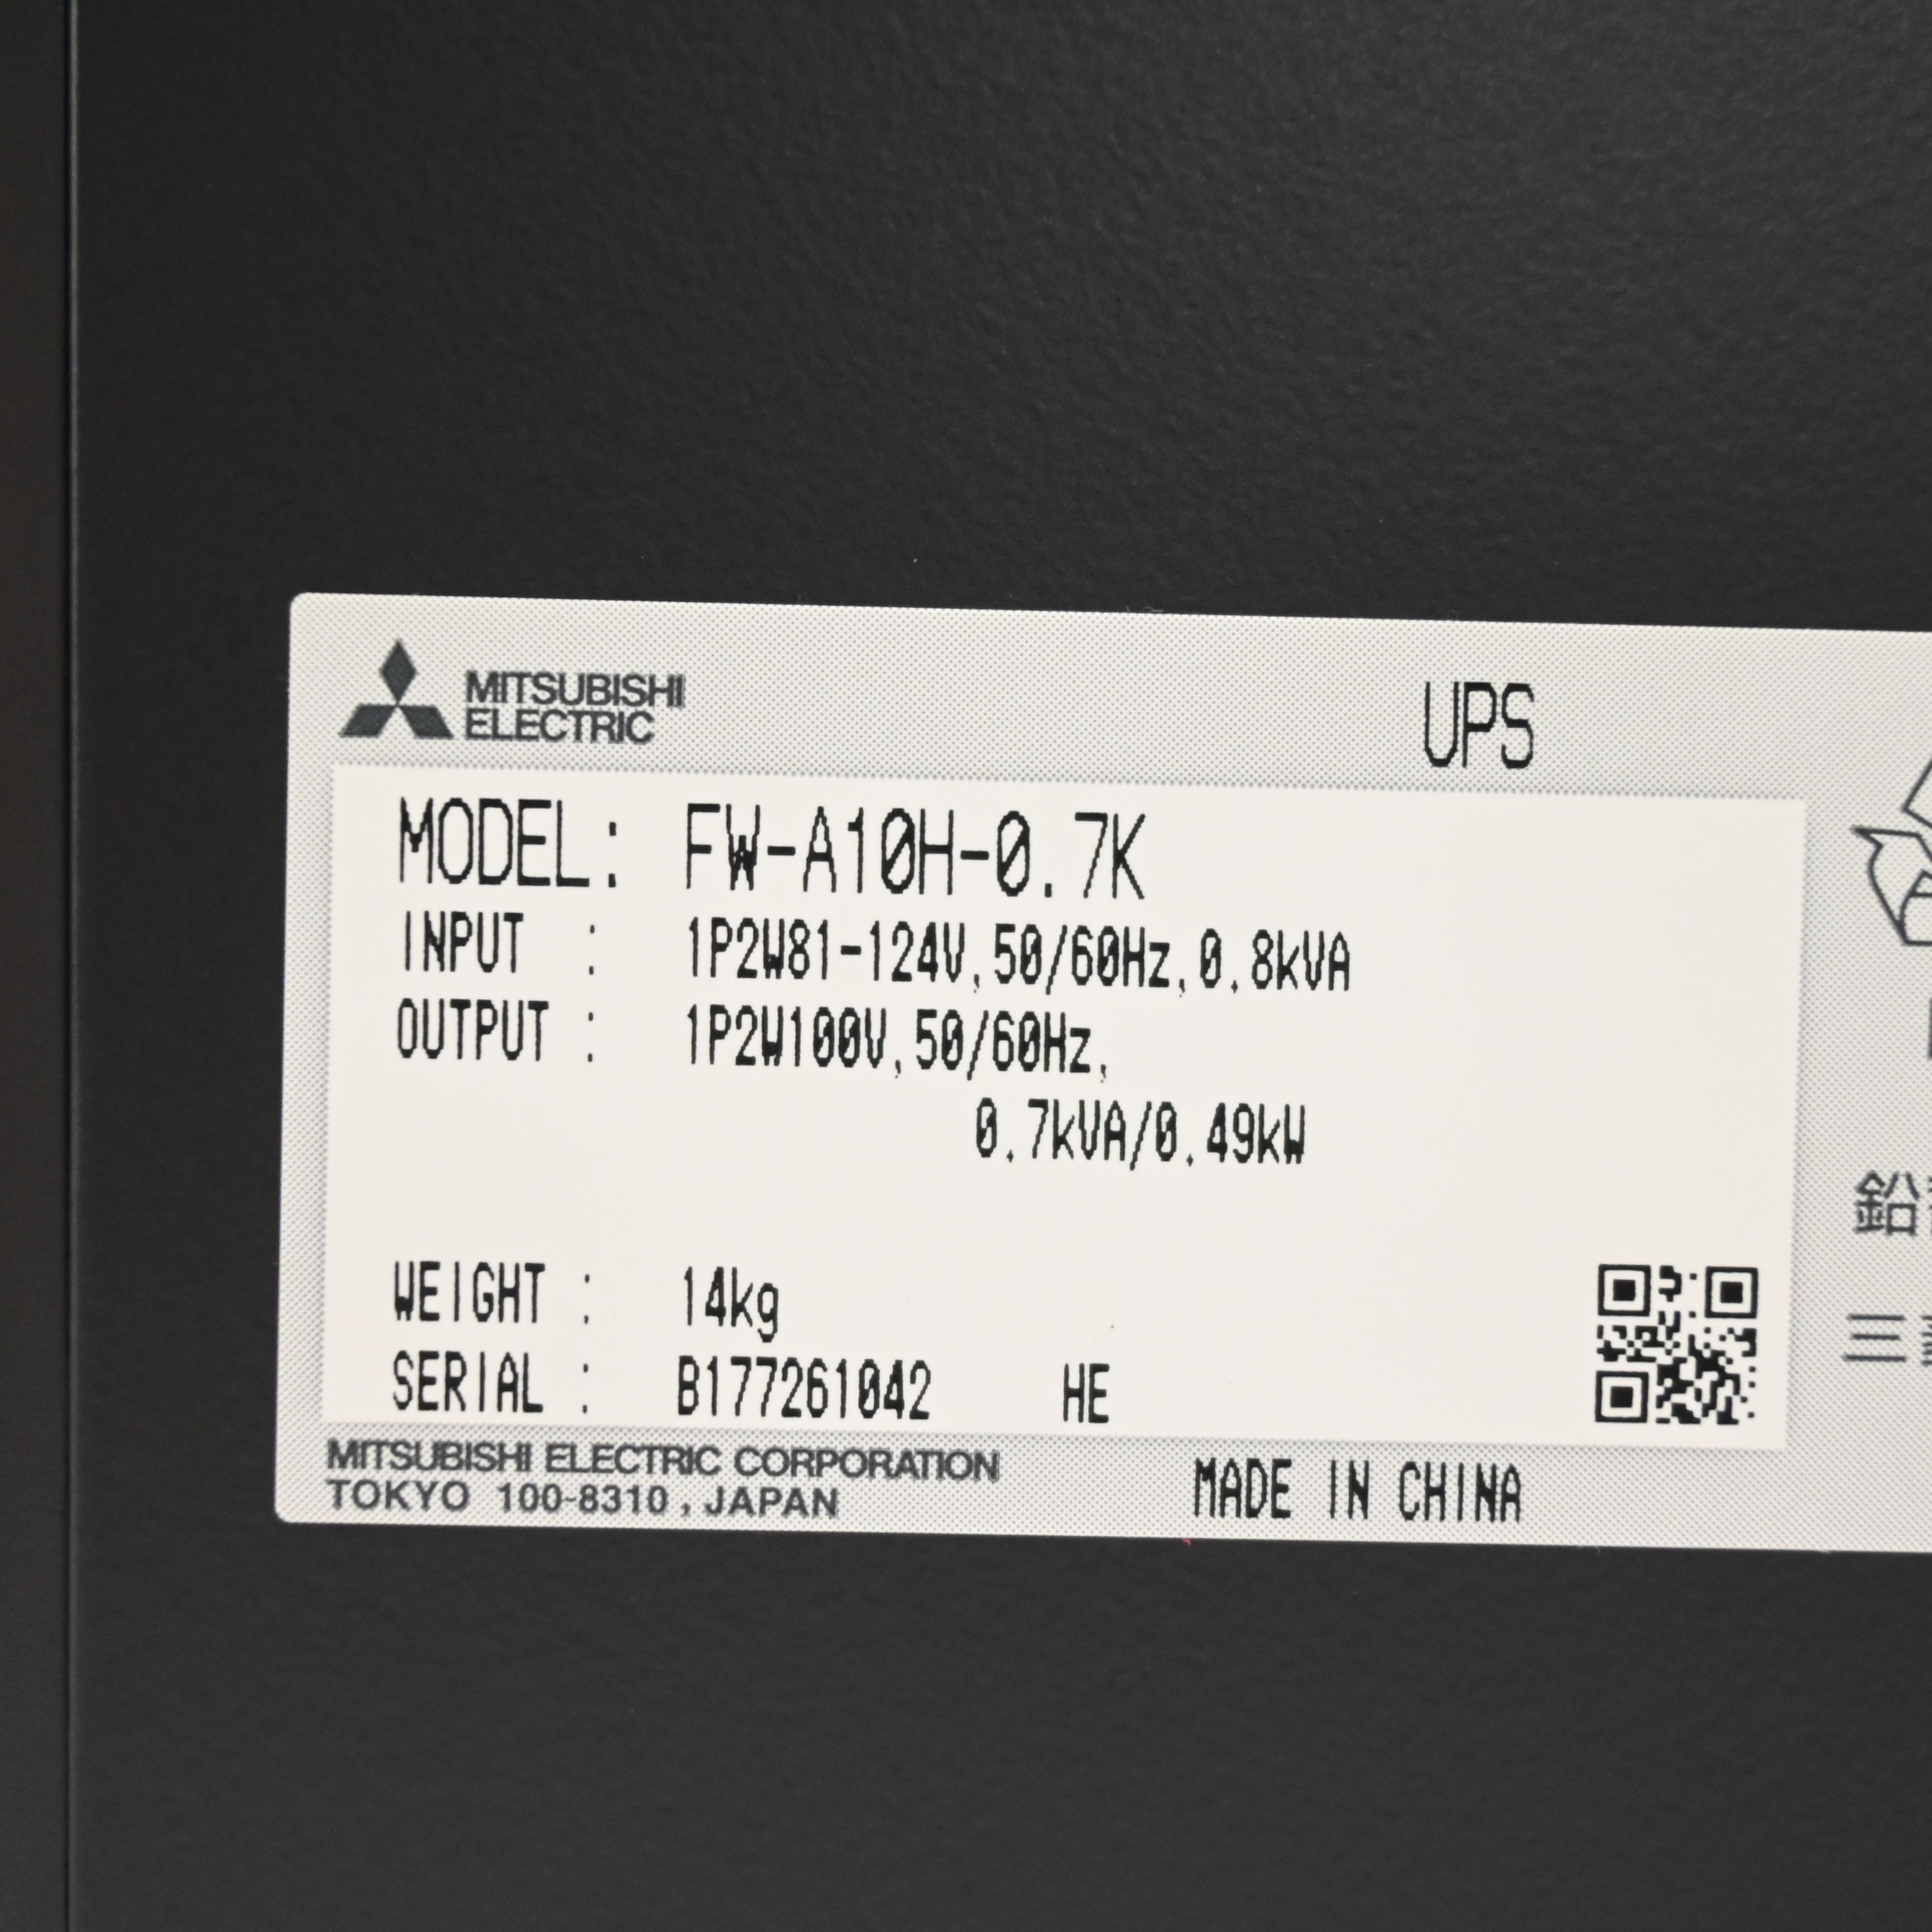 MITSUBISHI
ELECTRIC
UPS
MODEL: FW-A10H-0.7K
INPUT : 1P2W81-124V,50/60Hz,0.8kVA
OUTPUT : 1P2W100V,50/60Hz,
0.7kVA/0.49kW
WEIGHT : 14kg
SERIAL : B177261042 HE
MITSUBISHI ELECTRIC CORPORATION
TOKYO 100-8310 , JAPAN
MADE IN CHINA
鉛
三